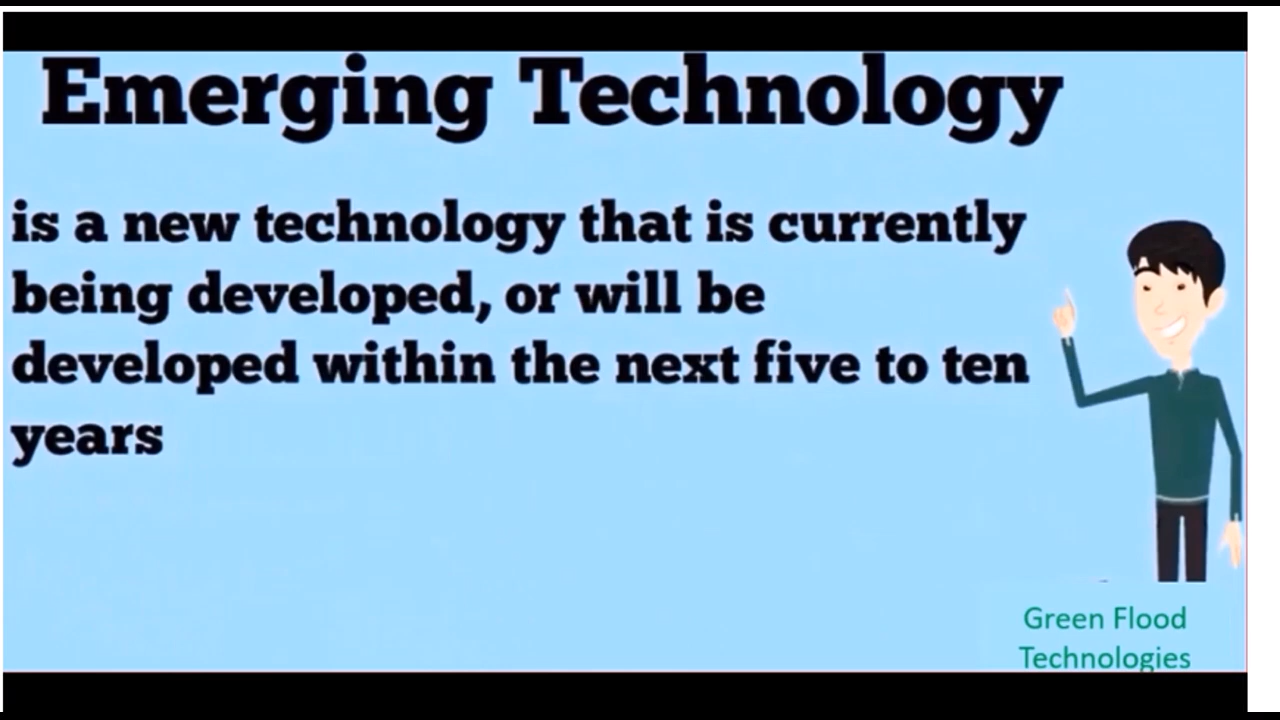 Emerging Technology
is a new technology that is currently
being developed, or will be
developed within the next five to ten
years
Green Flood
Technologies